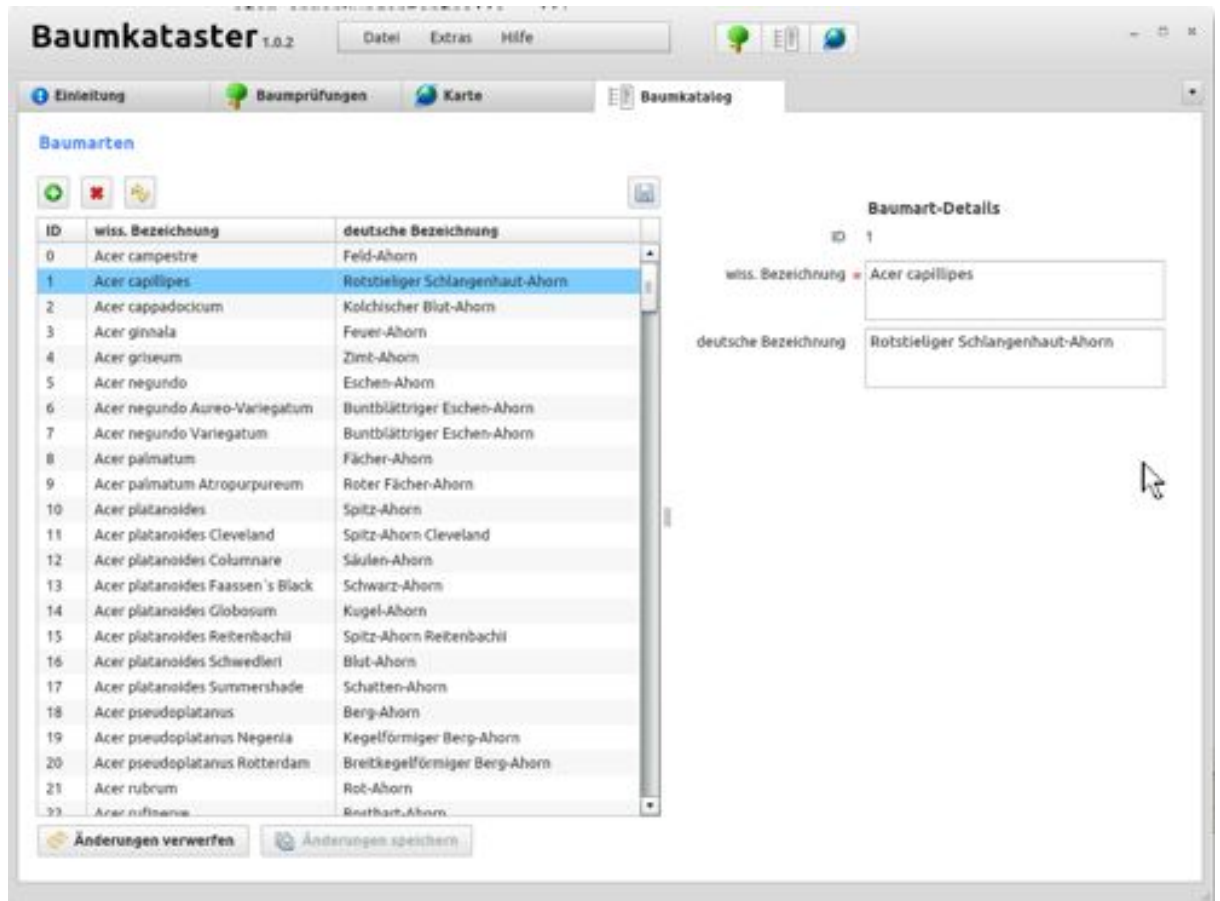 Baumkataster 1.0.2
Datei Extras Hilfe
Einleitung Baumprüfungen Karte Baumkatalog
Baumarten
Baumart-Details
ID 1
wiss. Bezeichnung * Acer capillipes
deutsche Bezeichnung Rotstieliger Schlangenhaut-Ahorn
ID wiss. Bezeichnung deutsche Bezeichnung
0 Acer campestre Feld-Ahorn
1 Acer capillipes Rotstieliger Schlangenhaut-Ahorn
2 Acer cappadocicum Kolchischer Blut-Ahorn
3 Acer ginnala Feuer-Ahorn
4 Acer griseum Zimt-Ahorn
5 Acer negundo Eschen-Ahorn
6 Acer negundo Aureo-Variegatum Buntblättriger Eschen-Ahorn
7 Acer negundo Variegatum Buntblättriger Eschen-Ahorn
8 Acer palmatum Fächer-Ahorn
9 Acer palmatum Atropurpureum Roter Fächer-Ahorn
10 Acer platanoides Spitz-Ahorn
11 Acer platanoides Cleveland Spitz-Ahorn Cleveland
12 Acer platanoides Columnare Säulen-Ahorn
13 Acer platanoides Faassen´s Black Schwarz-Ahorn
14 Acer platanoides Globosum Kugel-Ahorn
15 Acer platanoides Reitenbachii Spitz-Ahorn Reitenbachii
16 Acer platanoides Schwedleri Blut-Ahorn
17 Acer platanoides Summershade Schatten-Ahorn
18 Acer pseudoplatanus Berg-Ahorn
19 Acer pseudoplatanus Negenia Kegelförmiger Berg-Ahorn
20 Acer pseudoplatanus Rotterdam Breitkegelförmiger Berg-Ahorn
21 Acer rubrum Rot-Ahorn
22 Acer rufinerve Rostbart-Ahorn
Änderungen verwerfen Änderungen speichern